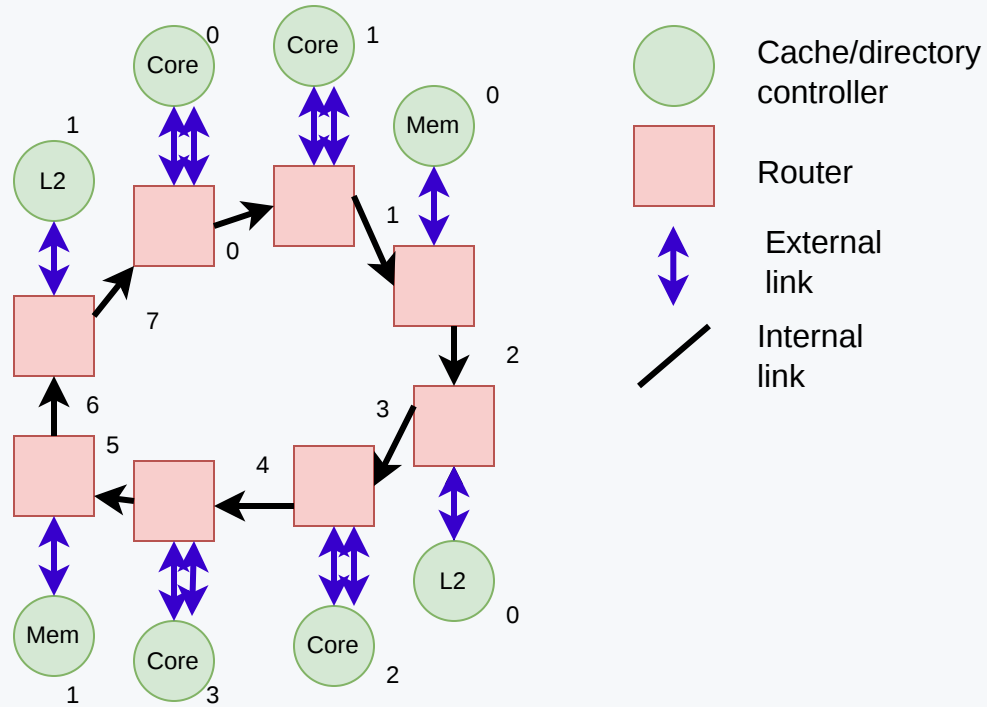 0
Core
1
Core
0
Mem
1
L2
1
0
7
2
3
6
5
4
L2
0
Mem
1
Core
3
Core
2
Cache/directory
controller
Router
External
link
Internal
link